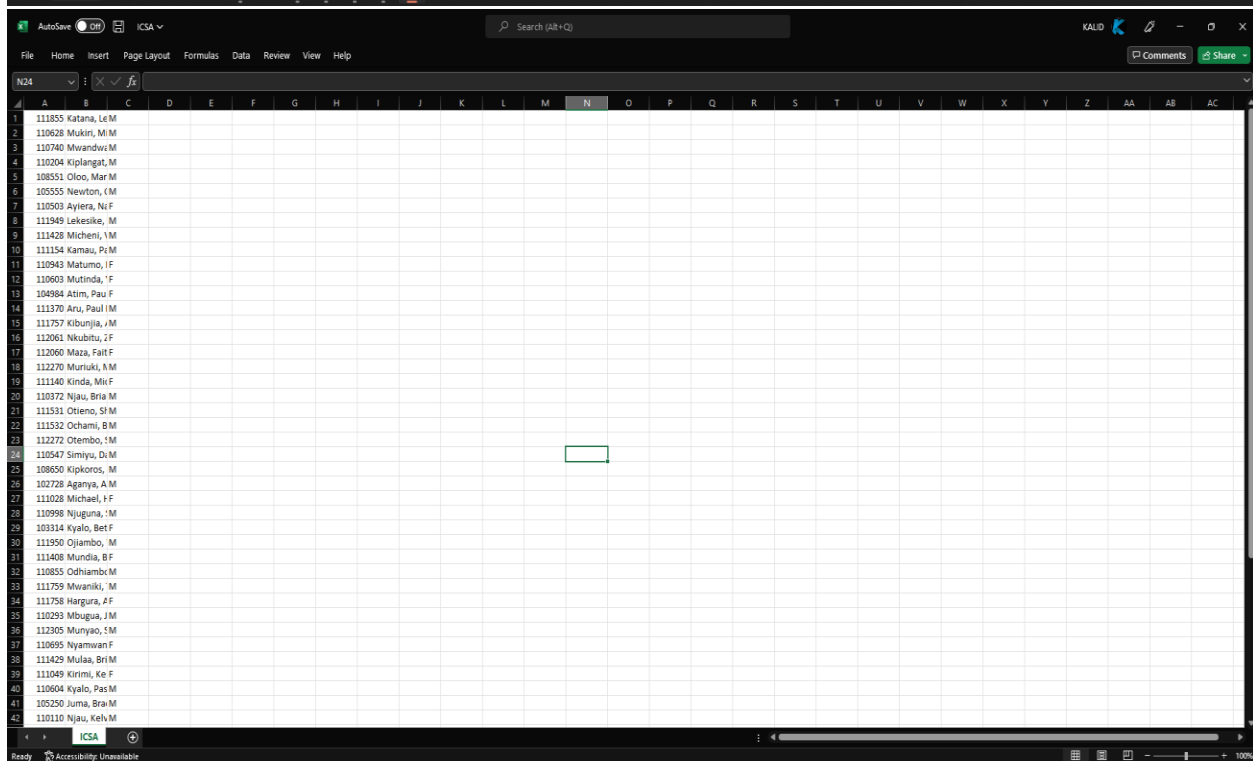 AutoSave Off ICSA
Search (Alt+Q)
KALID
File Home Insert Page Layout Formulas Data Review View Help
Comments Share
N24 fx
A B C D E F G H I J K L M N O P Q R S T U V W X Y Z AA AB AC
1 111855 Katana, Le M
2 110628 Mukiri, M
3 110740 Mwandwa M
4 110204 Kiplangat, M
5 108551 Oloo, Mar M
6 105555 Newton, M
7 110503 Ayiera, Na F
8 111949 Lekesike, M
9 111428 Micheni, M
10 111154 Kamau, Pa M
11 110943 Matumo, F
12 110603 Mutinda, F
13 104984 Atim, Pau F
14 111370 Aru, Paul M
15 111757 Kibunjia, M
16 112061 Nkubitu, F
17 112060 Maza, Fait F
18 112270 Muriuki, M
19 111140 Kinda, Mic F
20 110372 Njau, Bria M
21 111531 Otieno, Sh M
22 111532 Ochami, B M
23 112272 Otembo, M
24 110547 Simiyu, Da M
25 108650 Kipkoros, M
26 102728 Aganya, A M
27 111028 Michael, F
28 110998 Njuguna, M
29 103314 Kyalo, Bet F
30 111950 Ojiambo, M
31 111408 Mundia, B F
32 110855 Odhiambo M
33 111759 Mwaniki, M
34 111758 Hargura, A F
35 110293 Mbugua, J M
36 112305 Munyao, M
37 110695 Nyamwan F
38 111429 Mulaa, Bri M
39 111049 Kirimi, Ke F
40 110604 Kyalo, Pas M
41 105250 Juma, Bra M
42 110110 Njau, Kelv M
ICSA
Ready Accessibility: Unavailable 100%